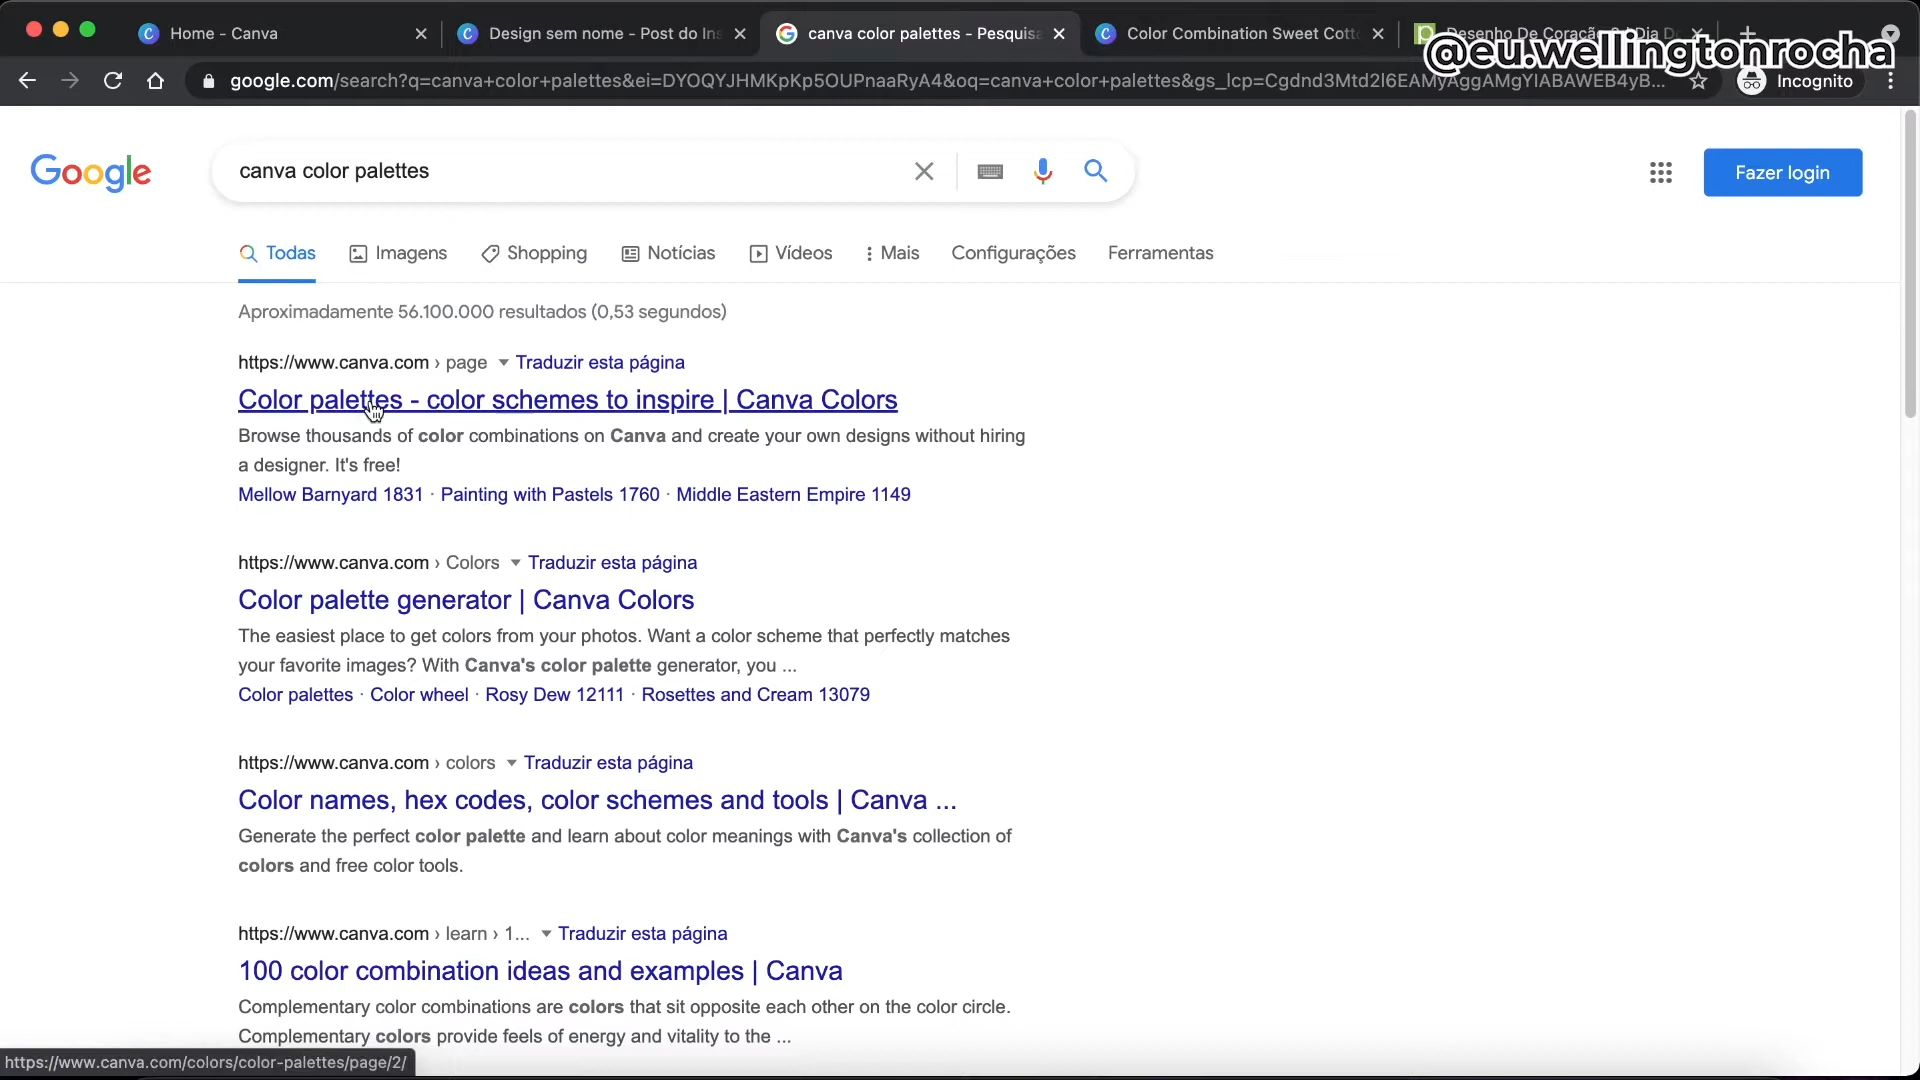 Home - Canva
Design sem nome - Post do Ins
canva color palettes - Pesquisa
Color Combination Sweet Cott
Desenho De Coração
@eu.wellingtonrocha
google.com/search?q=canva+color+palettes&ei=DYOQYJHMKpKp5OUPnaaRyA4&oq=canva+color+palettes&gs_lcp=Cgdnd3Mtd2l6EAMyAggAMgYIABAWEB4yB...
Incognito
Google
canva color palettes
Fazer login
Todas
Imagens
Shopping
Notícias
Vídeos
Mais
Configurações
Ferramentas
Aproximadamente 56.100.000 resultados (0,53 segundos)
https://www.canva.com › page Traduzir esta página
Color palettes - color schemes to inspire | Canva Colors
Browse thousands of color combinations on Canva and create your own designs without hiring
a designer. It's free!
Mellow Barnyard 1831 · Painting with Pastels 1760 · Middle Eastern Empire 1149
https://www.canva.com › Colors Traduzir esta página
Color palette generator | Canva Colors
The easiest place to get colors from your photos. Want a color scheme that perfectly matches
your favorite images? With Canva's color palette generator, you ...
Color palettes · Color wheel · Rosy Dew 12111 · Rosettes and Cream 13079
https://www.canva.com › colors Traduzir esta página
Color names, hex codes, color schemes and tools | Canva ...
Generate the perfect color palette and learn about color meanings with Canva's collection of
colors and free color tools.
https://www.canva.com › learn › 1... Traduzir esta página
100 color combination ideas and examples | Canva
Complementary color combinations are colors that sit opposite each other on the color circle.
Complementary colors provide feels of energy and vitality to the ...
https://www.canva.com/colors/color-palettes/page/2/